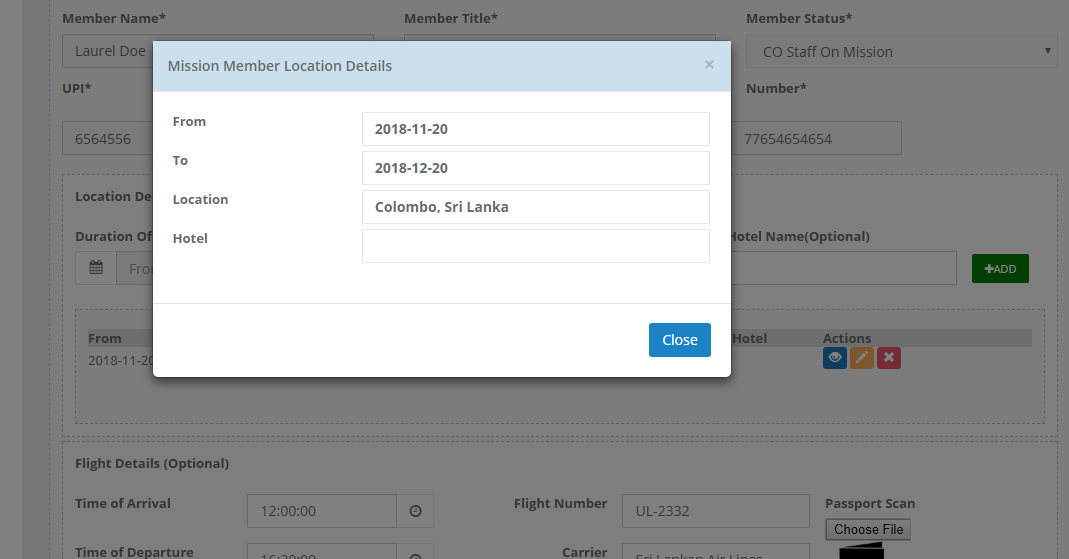 Member Name* Member Title* Member Status*
Laurel Doe CO Staff On Mission
Mission Member Location Details ×
UPI* Number*
6564556 77654654654
From 2018-11-20
To 2018-12-20
Location Colombo, Sri Lanka
Hotel
Location De
Duration Of Hotel Name(Optional)
Fro +ADD
From Hotel Actions
2018-11-20
Close
Flight Details (Optional)
Time of Arrival 12:00:00 Flight Number UL-2332 Passport Scan
Choose File
Time of Departure 16:20:00 Carrier Sri Lankan Air Lines